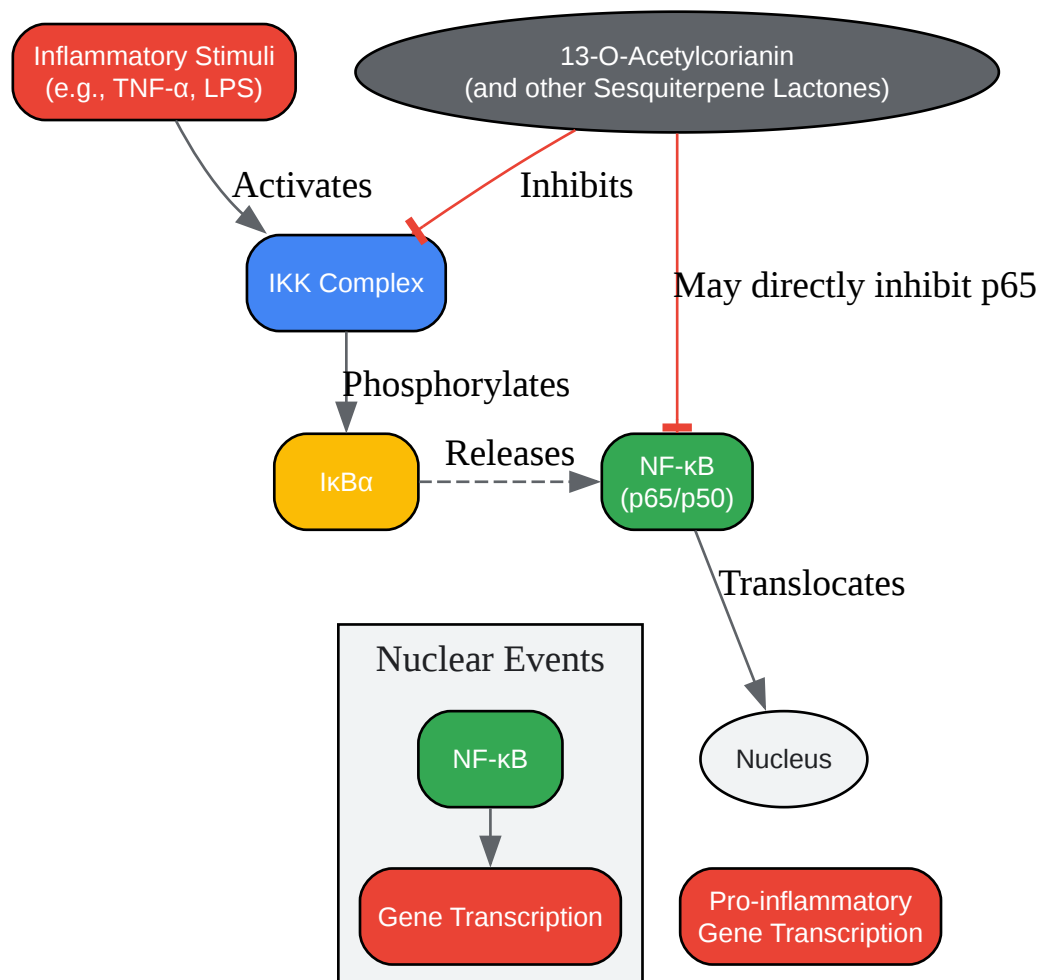 Inflammatory Stimuli
(e.g., TNF-α, LPS)
13-O-Acetylcorianin
(and other Sesquiterpene Lactones)
Activates
Inhibits
IKK Complex
May directly inhibit p65
Phosphorylates
IκBα
Releases
NF-κB
(p65/p50)
Translocates
Nuclear Events
NF-κB
Nucleus
Gene Transcription
Pro-inflammatory
Gene Transcription